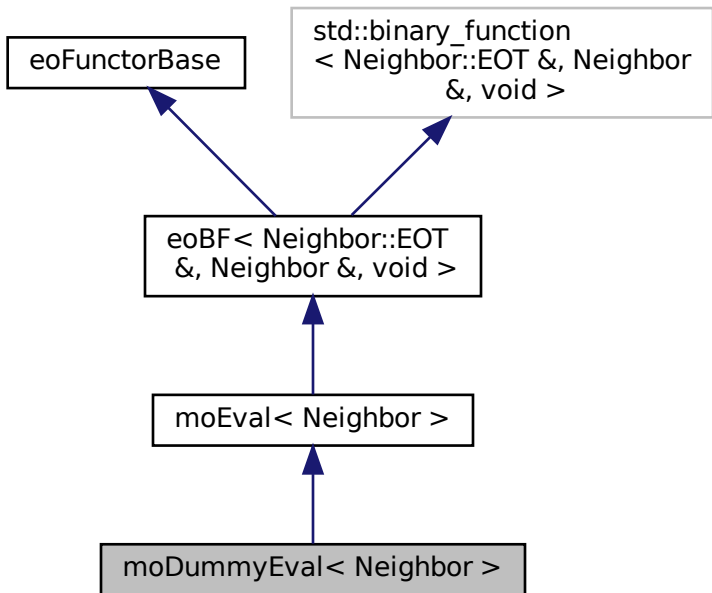 eoFunctorBase
std::binary_function
< Neighbor::EOT &, Neighbor
&, void >
eoBF< Neighbor::EOT
&, Neighbor &, void >
moEval< Neighbor >
moDummyEval< Neighbor >